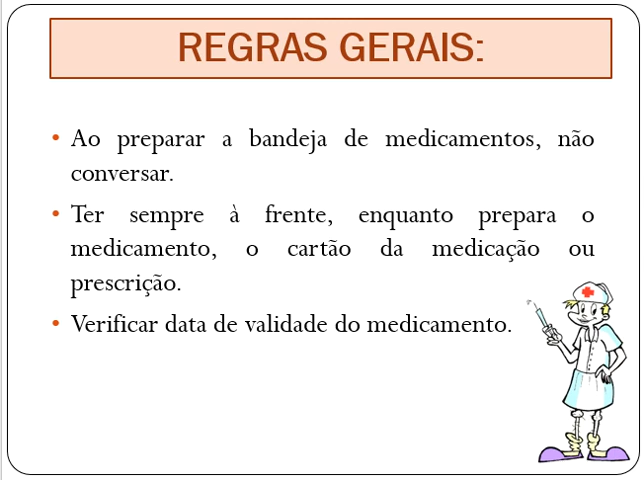 REGRAS GERAIS:
• Ao preparar a bandeja de medicamentos, não
conversar.
• Ter sempre à frente, enquanto prepara o
medicamento, o cartão da medicação ou
prescrição.
• Verificar data de validade do medicamento.